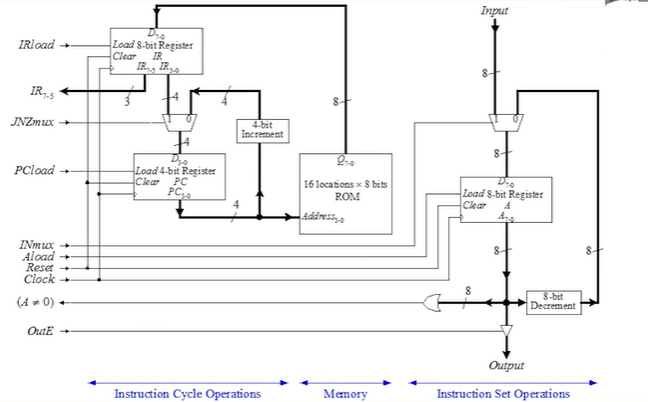 Input
D7-0
IRload
Load 8-bit Register
Clear IR
IR7-5 IR3-0
IR7-5
3
4
4
8
8
JNZmux
1 0
4-bit
Increment
1 0
4
8
D3-0
Q7-0
D7-0
PCload
Load 4-bit Register
Clear PC
PC3-0
16 locations × 8 bits
ROM
Load 8-bit Register
Clear A
A7-0
4
Address3-0
INmux
Aload
Reset
Clock
8
8
(A ≠ 0)
8
8-bit
Decrement
OutE
Output
Instruction Cycle Operations
Memory
Instruction Set Operations